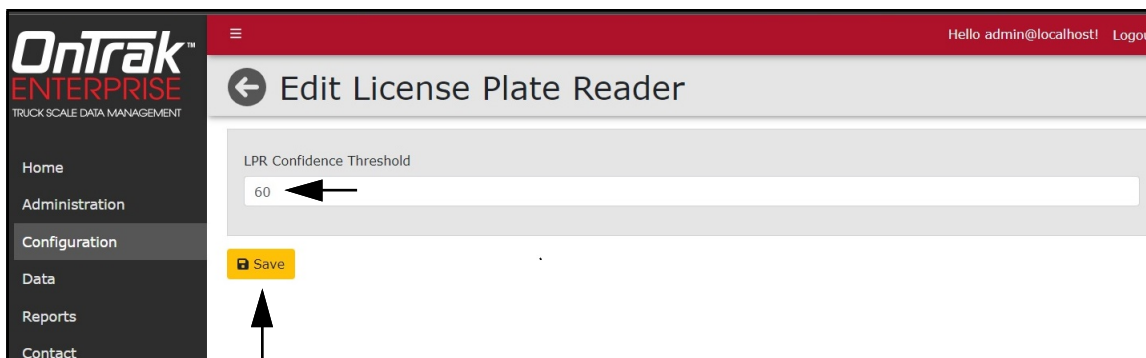 OnTrak™
ENTERPRISE
TRUCK SCALE DATA MANAGEMENT
Hello admin@localhost! Logou
Edit License Plate Reader
Home
Administration
Configuration
Data
Reports
Contact
LPR Confidence Threshold
60
Save